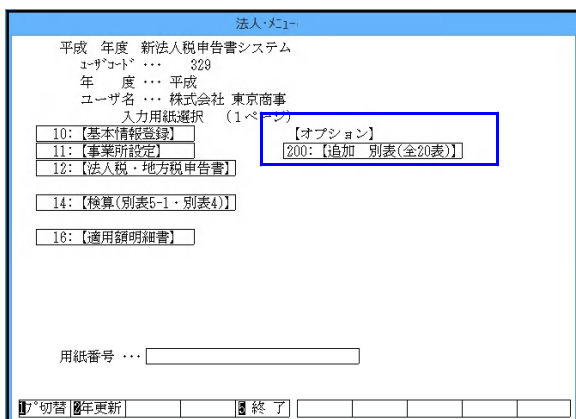 法人･ﾒﾆｭｰ
平成 年度 新法人税申告書システム
ﾕｰｻﾞｺｰﾄﾞ ･･･ 329
年 度 ･･･ 平成
ユーザ名 ･･･ 株式会社 東京商事
入力用紙選択 (1ページ)
10:【基本情報登録】 【オプション】
11:【事業所設定】 200:【追加 別表(全20表)】
12:【法人税・地方税申告書】
14:【検算(別表5-1・別表4)】
16:【適用額明細書】
用紙番号 ･･･
1ﾌﾟ切替 2年更新 5終 了